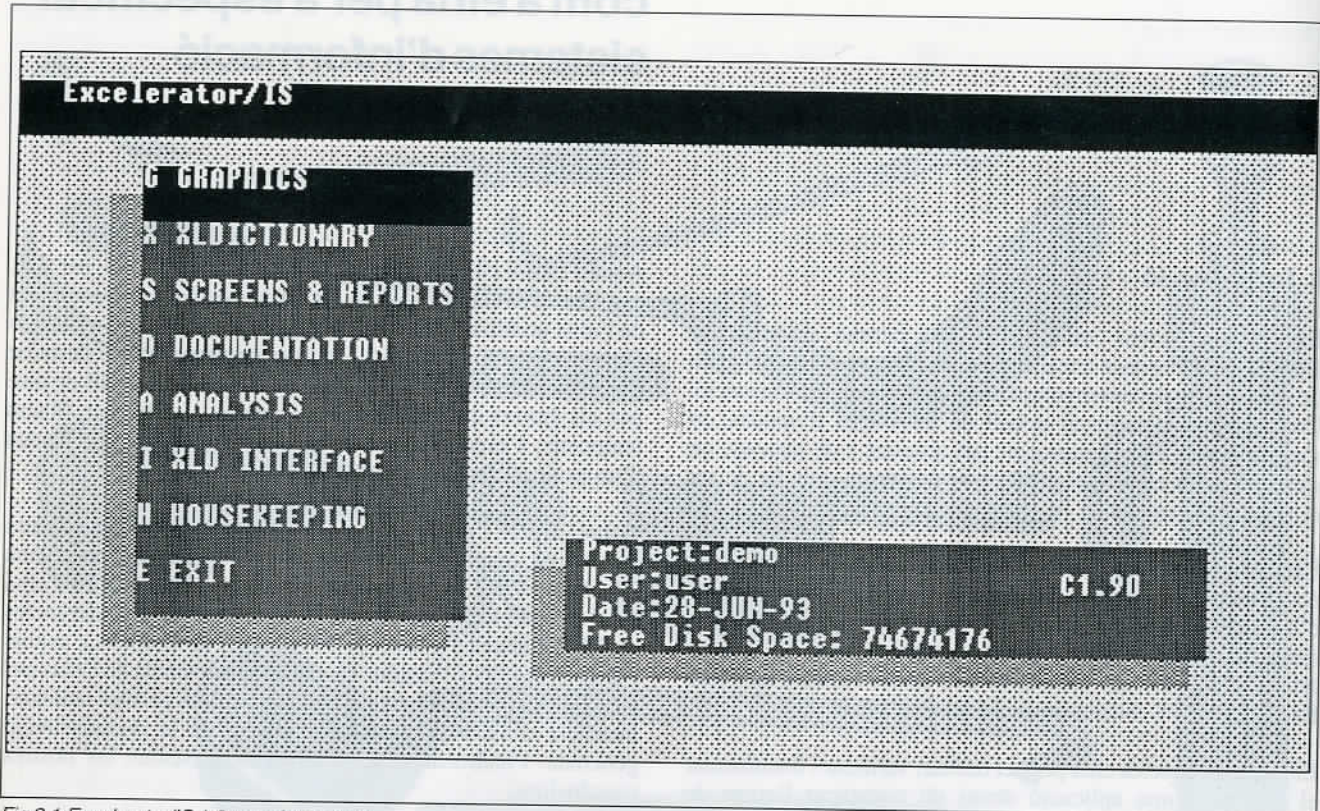 Excelerator/IS
G GRAPHICS
X XLDICTIONARY
S SCREENS & REPORTS
D DOCUMENTATION
A ANALYSIS
I XLD INTERFACE
H HOUSEKEEPING
E EXIT
Project:demo
User:user C1.90
Date:28-JUN-93
Free Disk Space: 74674176